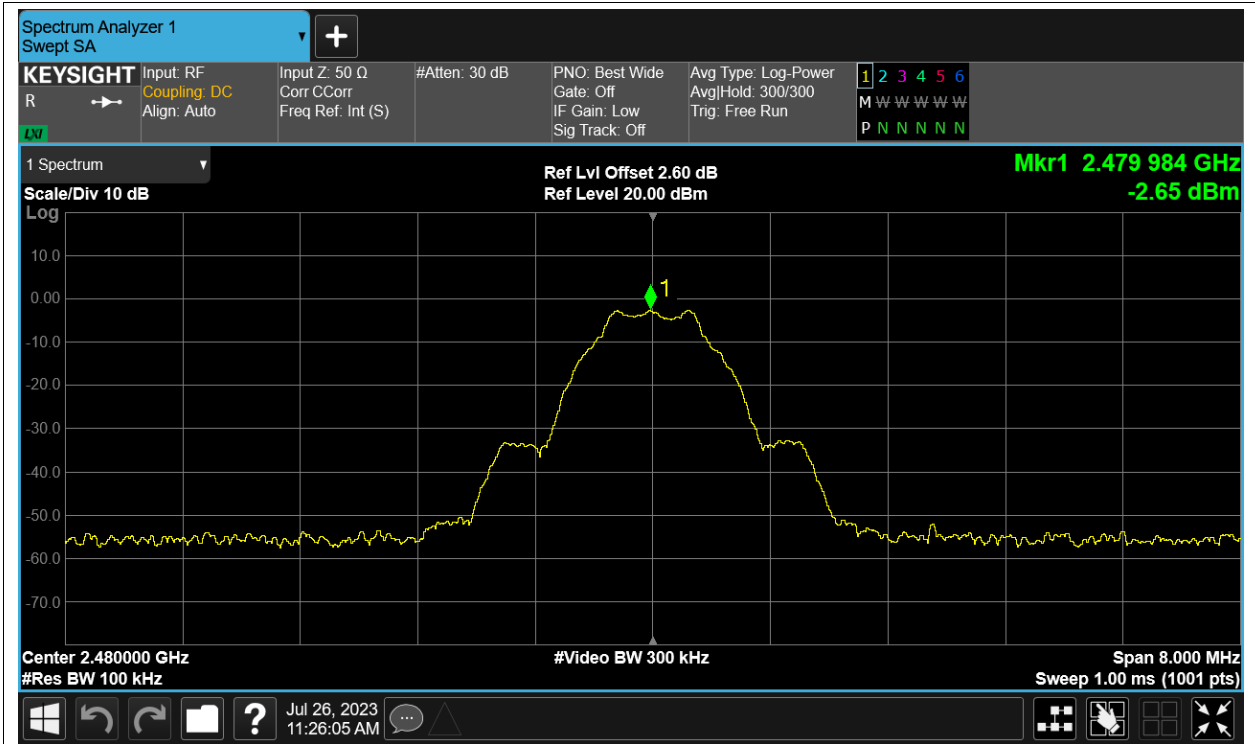 Spectrum Analyzer 1
Swept SA
KEYSIGHT
R
LXI
Input: RF
Coupling: DC
Align: Auto
Input Z: 50 Ω
Corr CCorr
Freq Ref: Int (S)
#Atten: 30 dB
PNO: Best Wide
Gate: Off
IF Gain: Low
Sig Track: Off
Avg Type: Log-Power
Avg|Hold: 300/300
Trig: Free Run
1 2 3 4 5 6
M W W W W W
P N N N N N
1 Spectrum
Scale/Div 10 dB
Log
Ref Lvl Offset 2.60 dB
Ref Level 20.00 dBm
Mkr1 2.479 984 GHz
-2.65 dBm
10.0
0.00
-10.0
-20.0
-30.0
-40.0
-50.0
-60.0
-70.0
1
Center 2.480000 GHz
#Res BW 100 kHz
#Video BW 300 kHz
Span 8.000 MHz
Sweep 1.00 ms (1001 pts)
?
Jul 26, 2023
11:26:05 AM